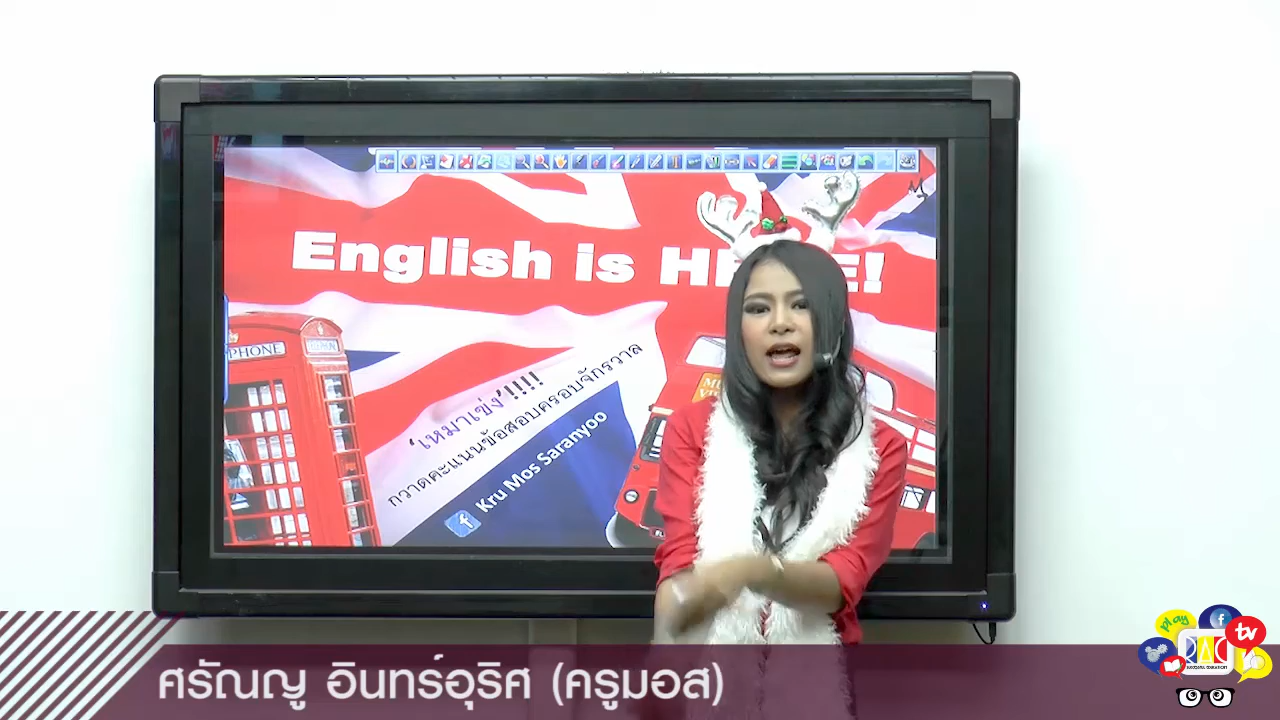 English is HERE!
PHONE
'เหมาเข่ง'!!!!
กวาดคะแนนข้อสอบครอบจักรวาล
Kru Mos Saranyoo
ศรัณญู อินทร์อุริศ (ครูมอส)
play
f
tv